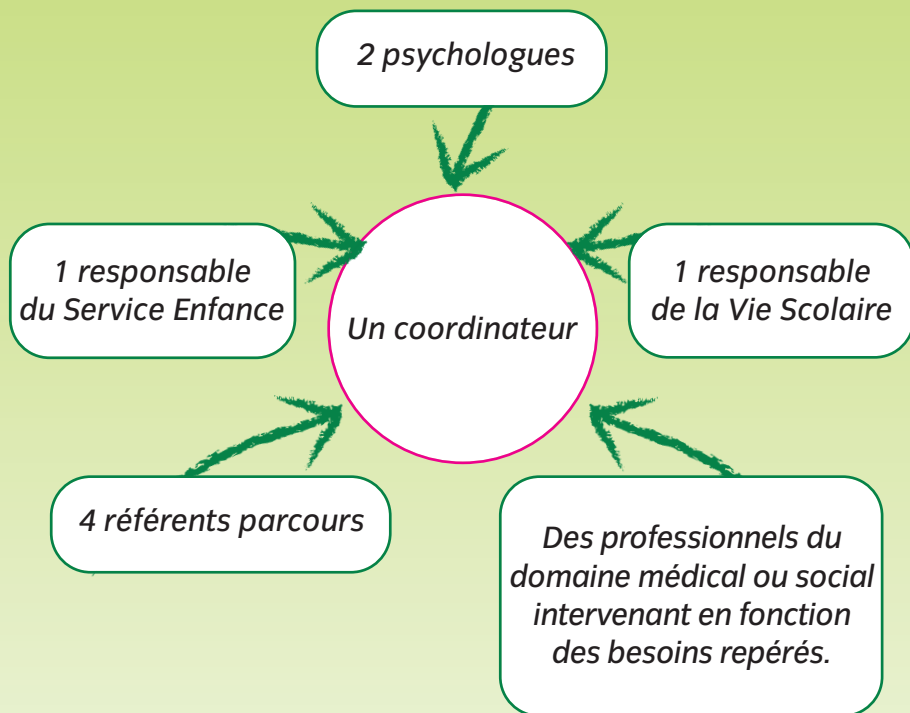 2 psychologues
1 responsable
du Service Enfance
Un coordinateur
1 responsable
de la Vie Scolaire
4 référents parcours
Des professionnels du
domaine médical ou social
intervenant en fonction
des besoins repérés.